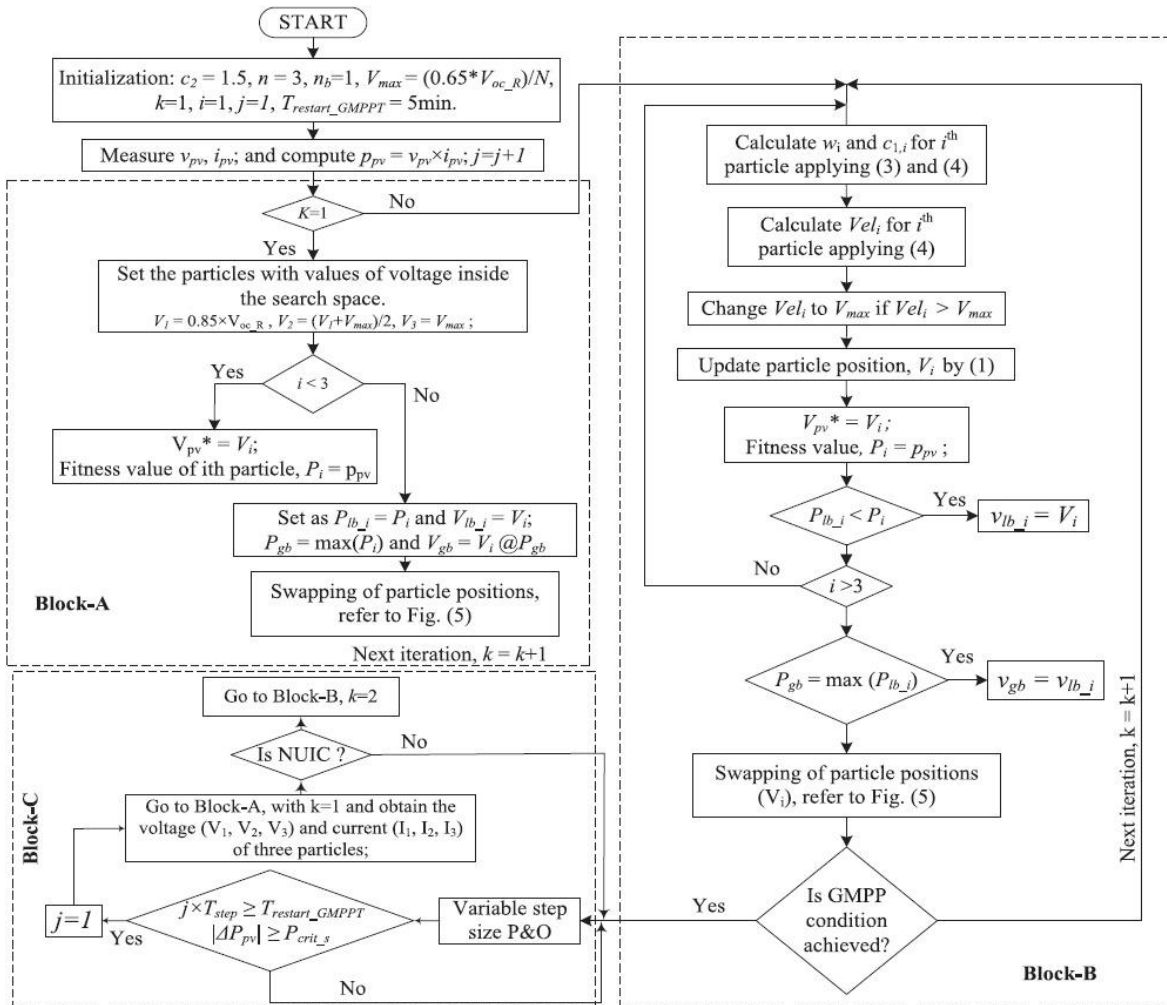 START
Initialization: c2 = 1.5, n = 3, nb=1, Vmax = (0.65*Voc_R)/N,
k=1, i=1, j=1, Trestart_GMPPT = 5min.
Measure vpv, ipv; and compute ppv = vpv×ipv; j=j+1
K=1
No
Yes
Set the particles with values of voltage inside
the search space.
V1 = 0.85×Voc_R , V2 = (V1+Vmax)/2, V3 = Vmax ;
i < 3
Yes
No
Vpv* = Vi;
Fitness value of ith particle, Pi = ppv
Set as Plb_i = Pi and Vlb_i = Vi;
Pgb = max(Pi) and Vgb = Vi @Pgb
Swapping of particle positions,
refer to Fig. (5)
Block-A
Next iteration, k = k+1
Calculate wi and c1,i for ith
particle applying (3) and (4)
Calculate Veli for ith
particle applying (4)
Change Veli to Vmax if Veli > Vmax
Update particle position, Vi by (1)
Vpv* = Vi;
Fitness value, Pi = ppv ;
Plb_i < Pi
Yes
vlb_i = Vi
No
i >3
Pgb = max (Plb_i)
Yes
vgb = vlb_i
Swapping of particle positions
(Vi), refer to Fig. (5)
Is GMPP
condition
achieved?
Yes
Next iteration, k = k+1
Block-B
Go to Block-B, k=2
Is NUIC ?
No
Go to Block-A, with k=1 and obtain the
voltage (V1, V2, V3) and current (I1, I2, I3)
of three particles;
Block-C
j=1
Yes
j×Tstep ≥ Trestart_GMPPT
|ΔPpv| ≥ Pcrit_s
No
Variable step
size P&O